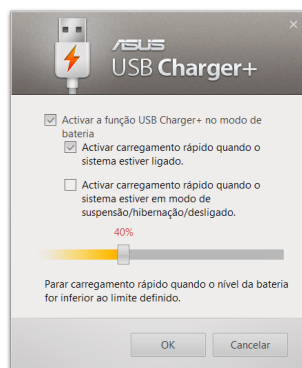 ASUS
USB Charger+
Activar a função USB Charger+ no modo de
bateria
Activar carregamento rápido quando o
sistema estiver ligado.
Activar carregamento rápido quando o
sistema estiver em modo de
suspensão/hibernação/desligado.
40%
Parar carregamento rápido quando o nível da bateria
for inferior ao limite definido.
OK
Cancelar